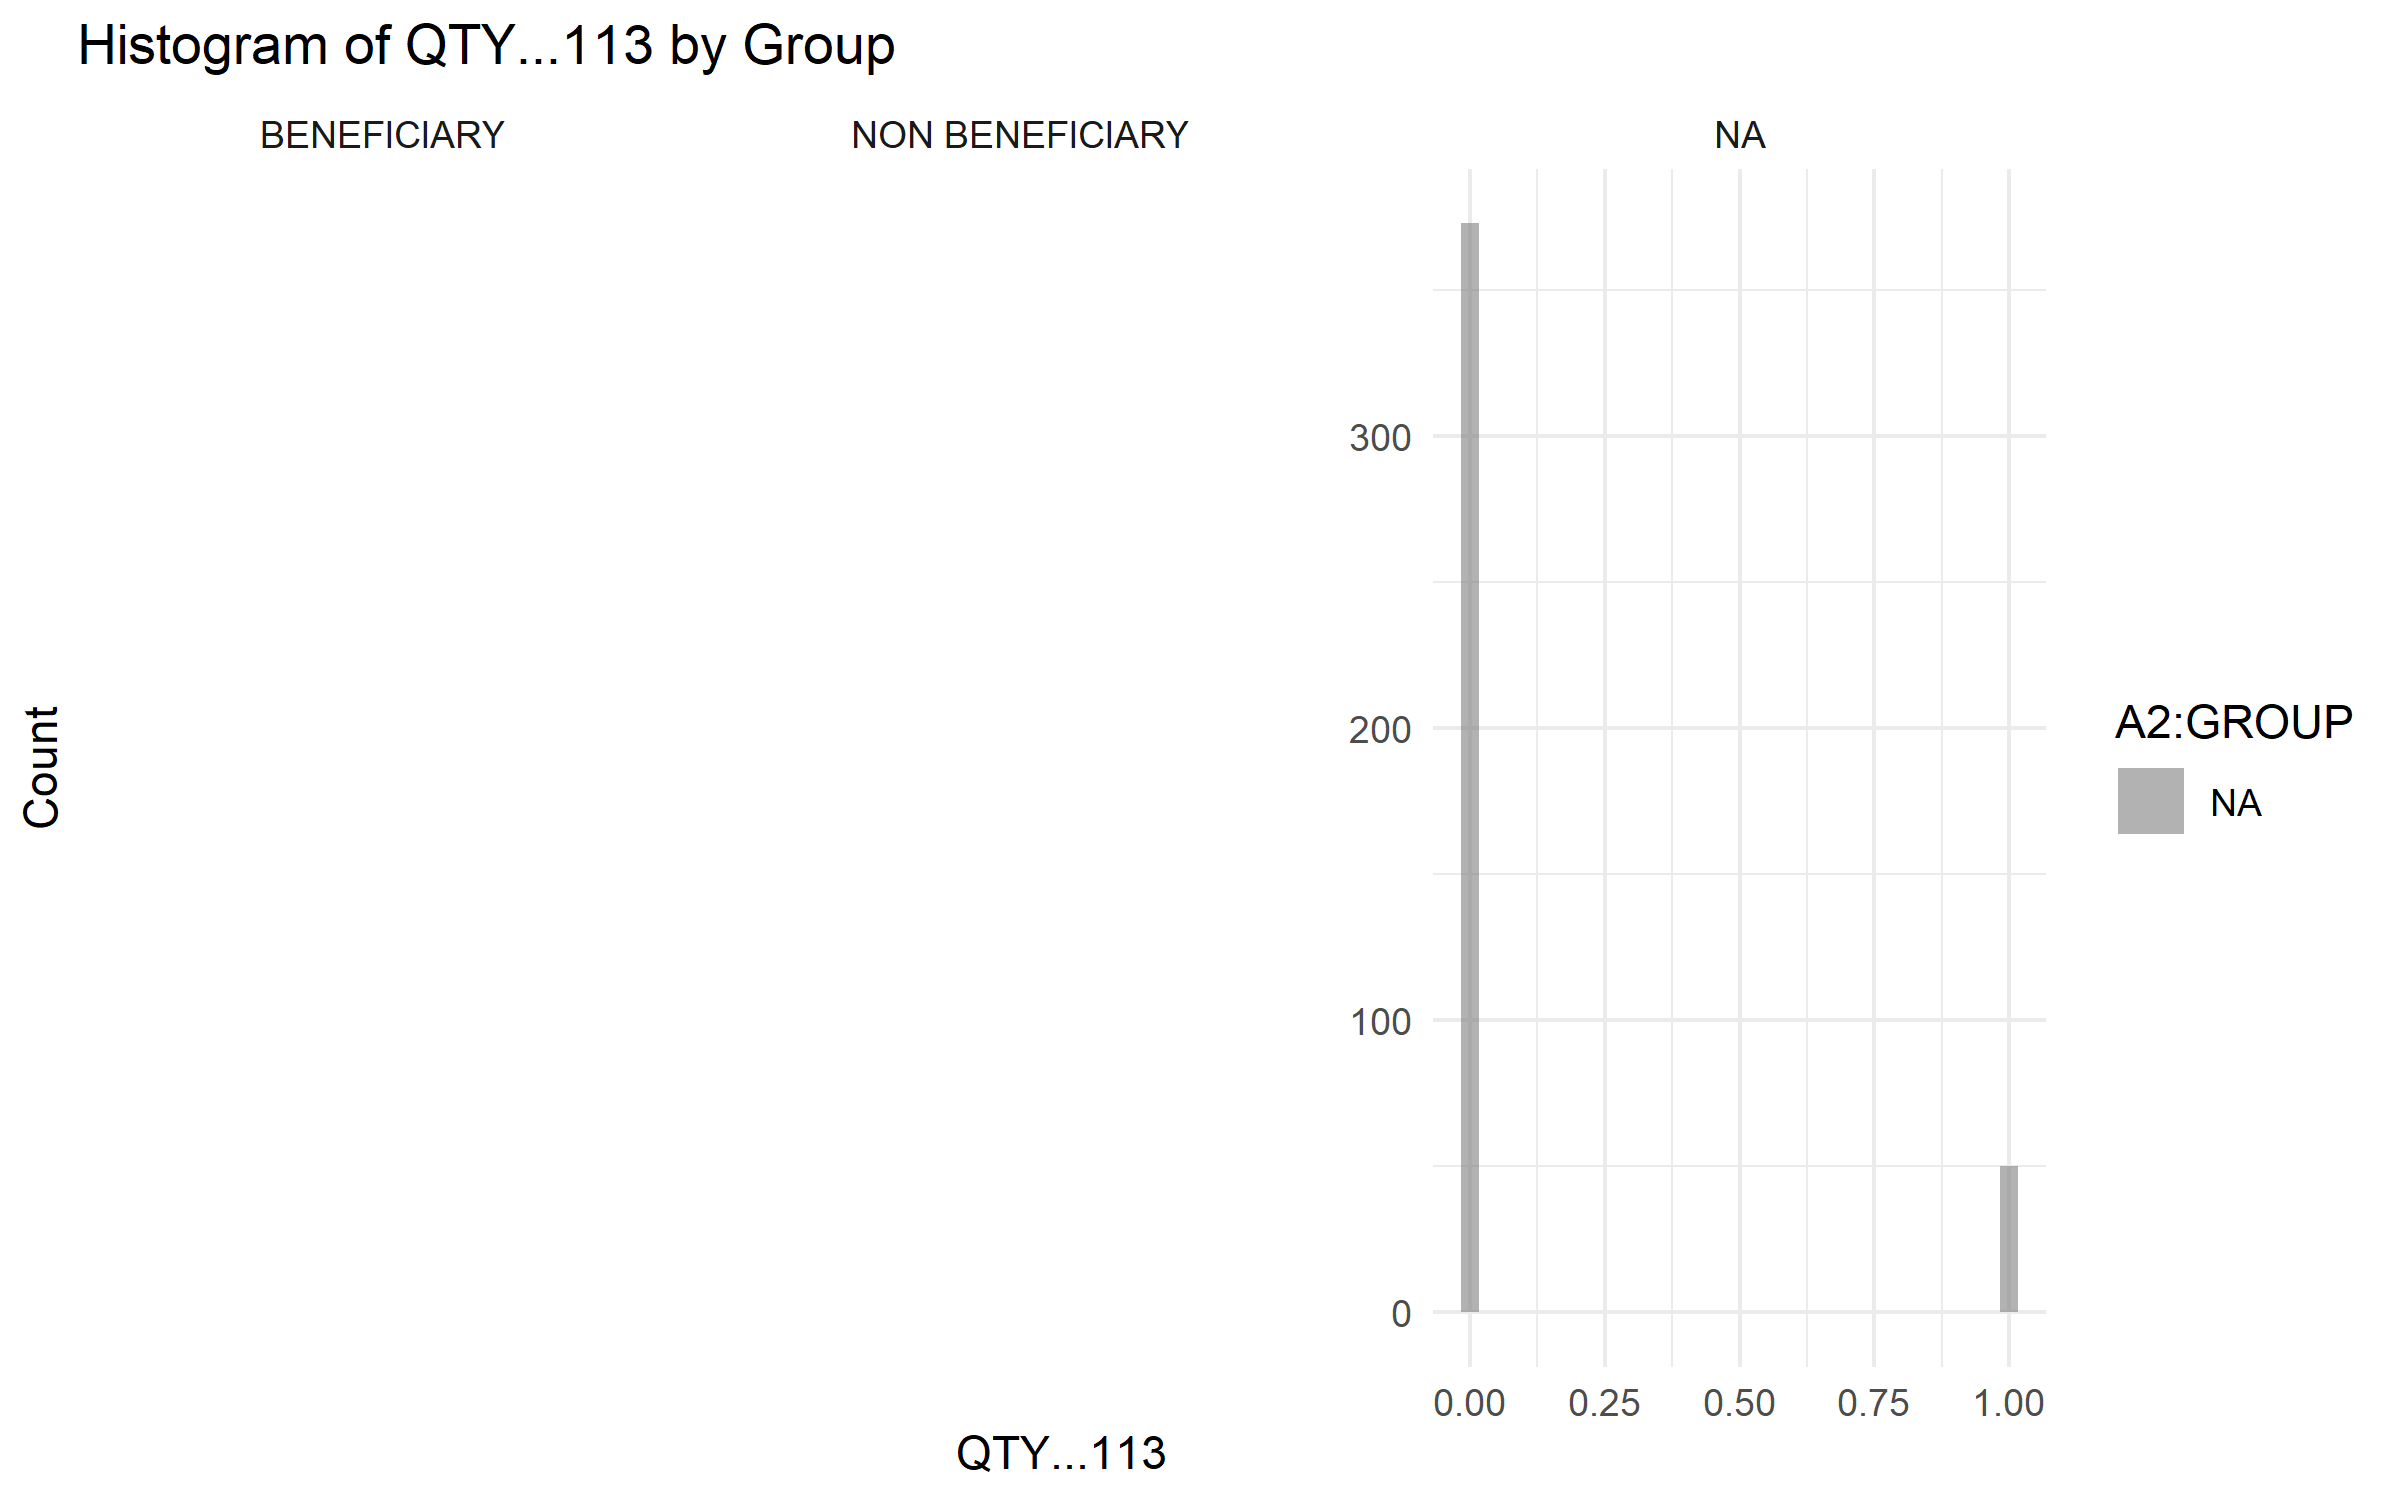 Histogram of QTY...113 by Group
BENEFICIARY
NON BENEFICIARY
NA
Count
300
200
100
0
0.00 0.25 0.50 0.75 1.00
QTY...113
A2:GROUP
NA